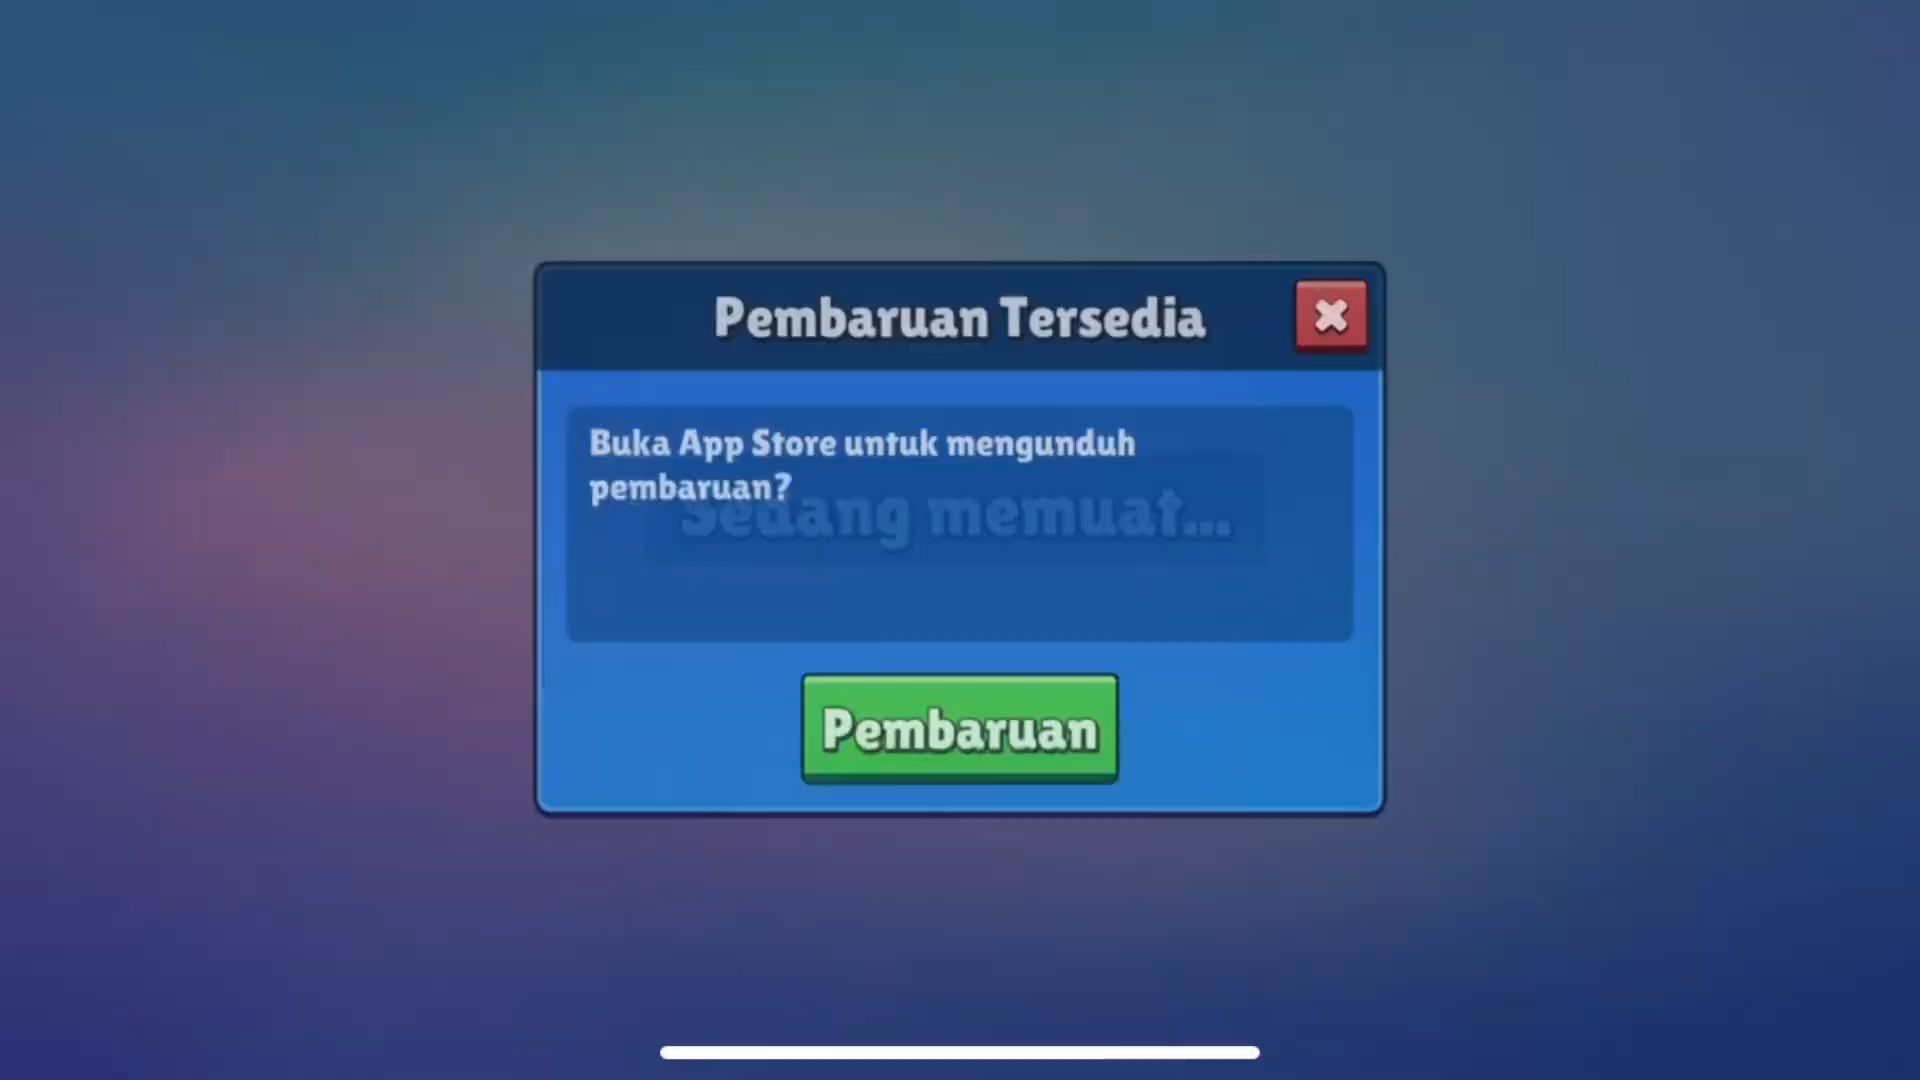 Pembaruan Tersedia
Buka App Store untuk mengunduh
pembaruan?
Sedang memuat...
Pembaruan